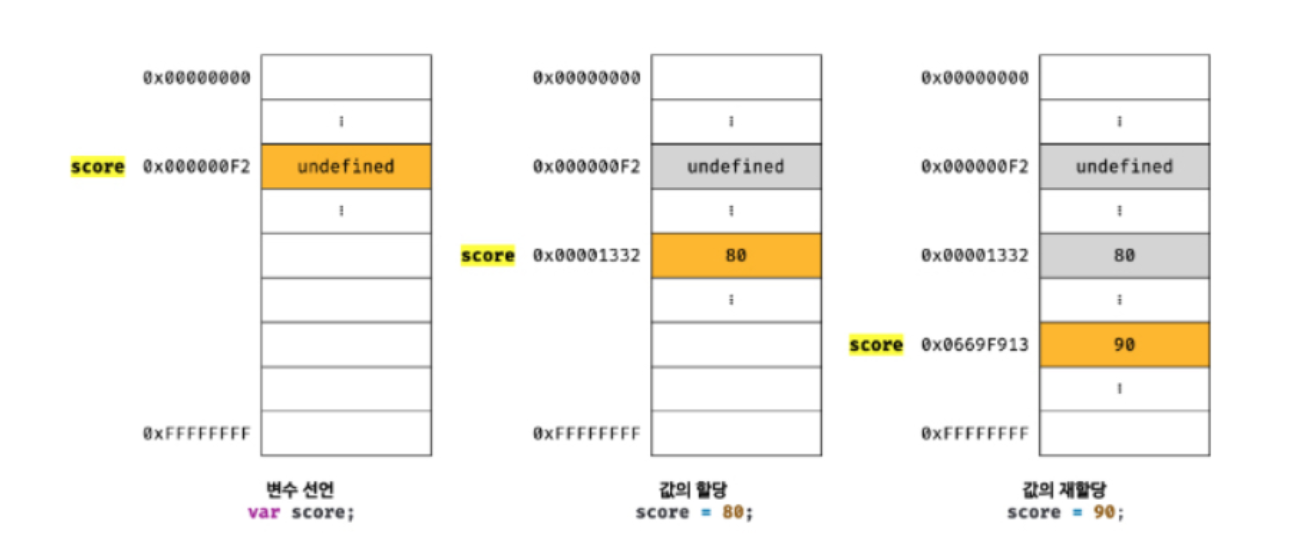 0x00000000
⋮
score 0x000000F2 undefined
⋮
0xFFFFFFFF
변수 선언
var score;
0x00000000
⋮
0x000000F2 undefined
⋮
score 0x00001332 80
⋮
0xFFFFFFFF
값의 할당
score = 80;
0x00000000
⋮
0x000000F2 undefined
⋮
0x00001332 80
⋮
score 0x0669F913 90
⋮
0xFFFFFFFF
값의 재할당
score = 90;